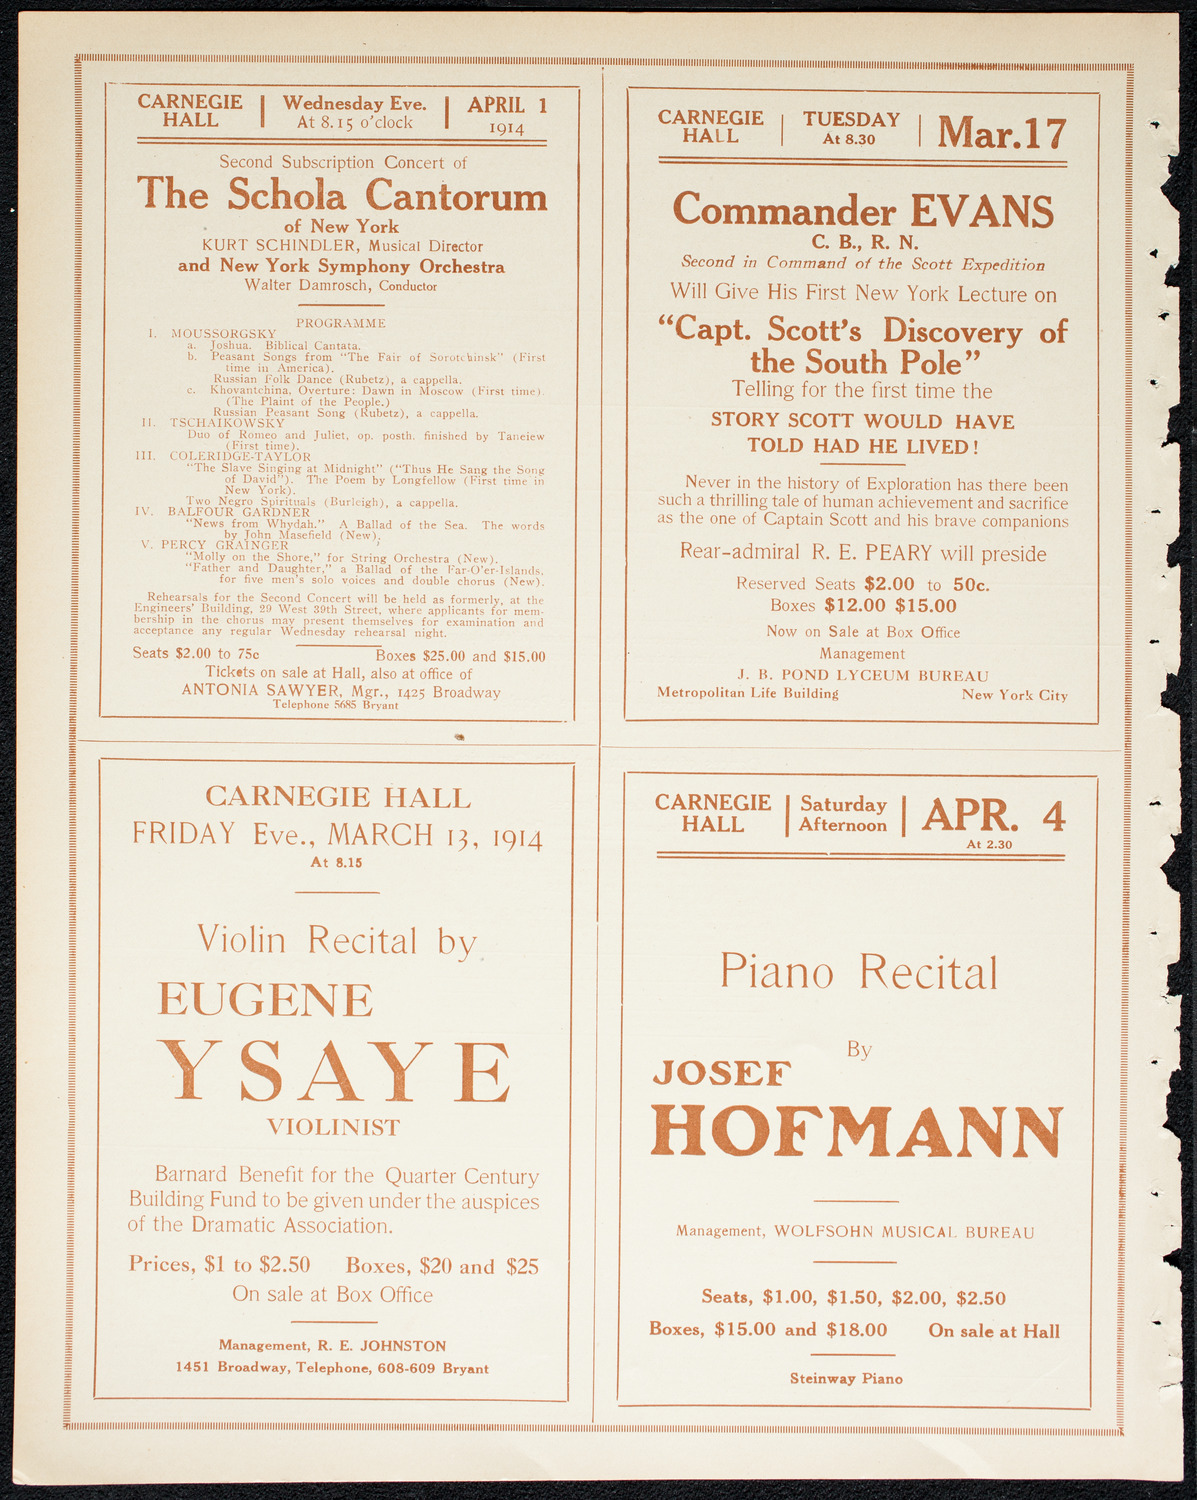 CARNEGIE HALL | Wednesday Eve. At 8.15 o'clock | APRIL 1 1914
Second Subscription Concert of
The Schola Cantorum
of New York
KURT SCHINDLER, Musical Director
and New York Symphony Orchestra
Walter Damrosch, Conductor
PROGRAMME
I. MOUSSORGSKY
a. Joshua. Biblical Cantata.
b. Peasant Songs from "The Fair of Sorotchinsk" (First
time in America).
Russian Folk Dance (Rubetz), a cappella.
c. Khovantchina, Overture: Dawn in Moscow (First time).
(The Plaint of the People.)
Russian Peasant Song (Rubetz), a cappella.
II. TSCHAIKOWSKY
Duo of Romeo and Juliet, op. posth. finished by Taneiew
(First time).
III. COLERIDGE-TAYLOR
"The Slave Singing at Midnight" ("Thus He Sang the Song
of David"). The Poem by Longfellow (First time in
New York).
Two Negro Spirituals (Burleigh), a cappella.
IV. BALFOUR GARDNER
"News from Whydah." A Ballad of the Sea. The words
by John Masefield (New).
V. PERCY GRAINGER
"Molly on the Shore," for String Orchestra (New).
"Father and Daughter," a Ballad of the Far-O'er-Islands,
for five men's solo voices and double chorus (New).
Rehearsals for the Second Concert will be held as formerly, at the
Engineers' Building, 29 West 39th Street, where applicants for mem-
bership in the chorus may present themselves for examination and
acceptance any regular Wednesday rehearsal night.
Seats $2.00 to 75c Boxes $25.00 and $15.00
Tickets on sale at Hall, also at office of
ANTONIA SAWYER, Mgr., 1425 Broadway
Telephone 5685 Bryant
CARNEGIE HALL | TUESDAY At 8.30 | Mar. 17
Commander EVANS
C. B., R. N.
Second in Command of the Scott Expedition
Will Give His First New York Lecture on
"Capt. Scott's Discovery of
the South Pole"
Telling for the first time the
STORY SCOTT WOULD HAVE
TOLD HAD HE LIVED!
Never in the history of Exploration has there been
such a thrilling tale of human achievement and sacrifice
as the one of Captain Scott and his brave companions
Rear-admiral R. E. PEARY will preside
Reserved Seats $2.00 to 50c.
Boxes $12.00 $15.00
Now on Sale at Box Office
Management
J. B. POND LYCEUM BUREAU
Metropolitan Life Building New York City
CARNEGIE HALL
FRIDAY Eve., MARCH 13, 1914
At 8.15
Violin Recital by
EUGENE
YSAYE
VIOLINIST
Barnard Benefit for the Quarter Century
Building Fund to be given under the auspices
of the Dramatic Association.
Prices, $1 to $2.50 Boxes, $20 and $25
On sale at Box Office
Management, R. E. JOHNSTON
1451 Broadway, Telephone, 608-609 Bryant
CARNEGIE HALL | Saturday Afternoon | APR. 4
At 2.30
Piano Recital
By
JOSEF
HOFMANN
Management, WOLFSOHN MUSICAL BUREAU
Seats, $1.00, $1.50, $2.00, $2.50
Boxes, $15.00 and $18.00 On sale at Hall
Steinway Piano